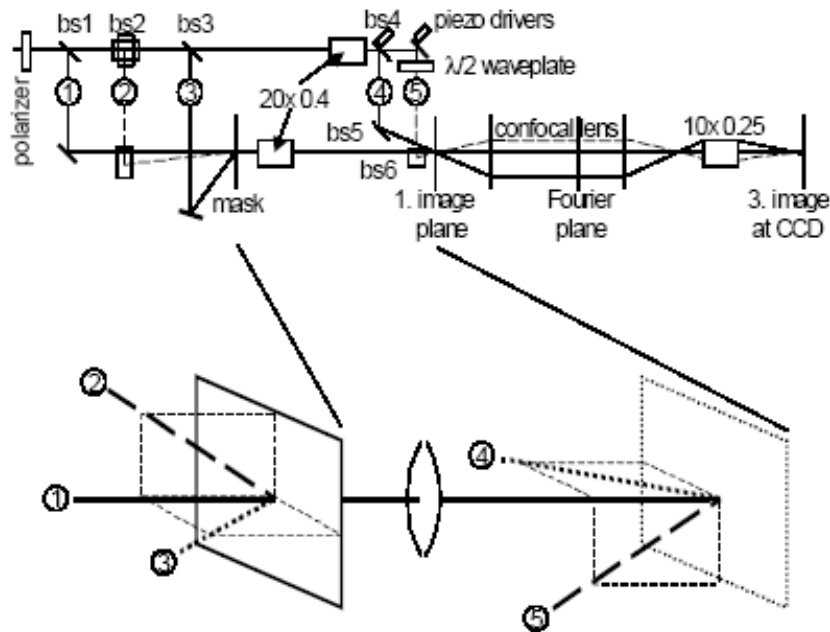 bs1 bs2 bs3 bs4 piezo drivers
λ/2 waveplate
① ② ③ ④ ⑤
20x 0.4
polarizer
bs5 confocal lens 10x 0.25
bs6
mask
1. image plane
Fourier plane
3. image at CCD
②
①
③
④
⑤